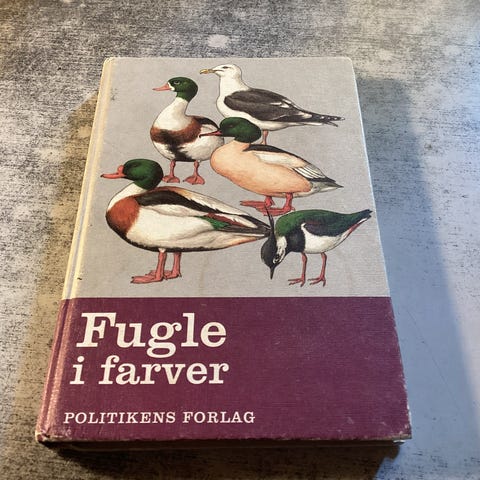 Fugle
i farver
POLITIKENS FORLAG